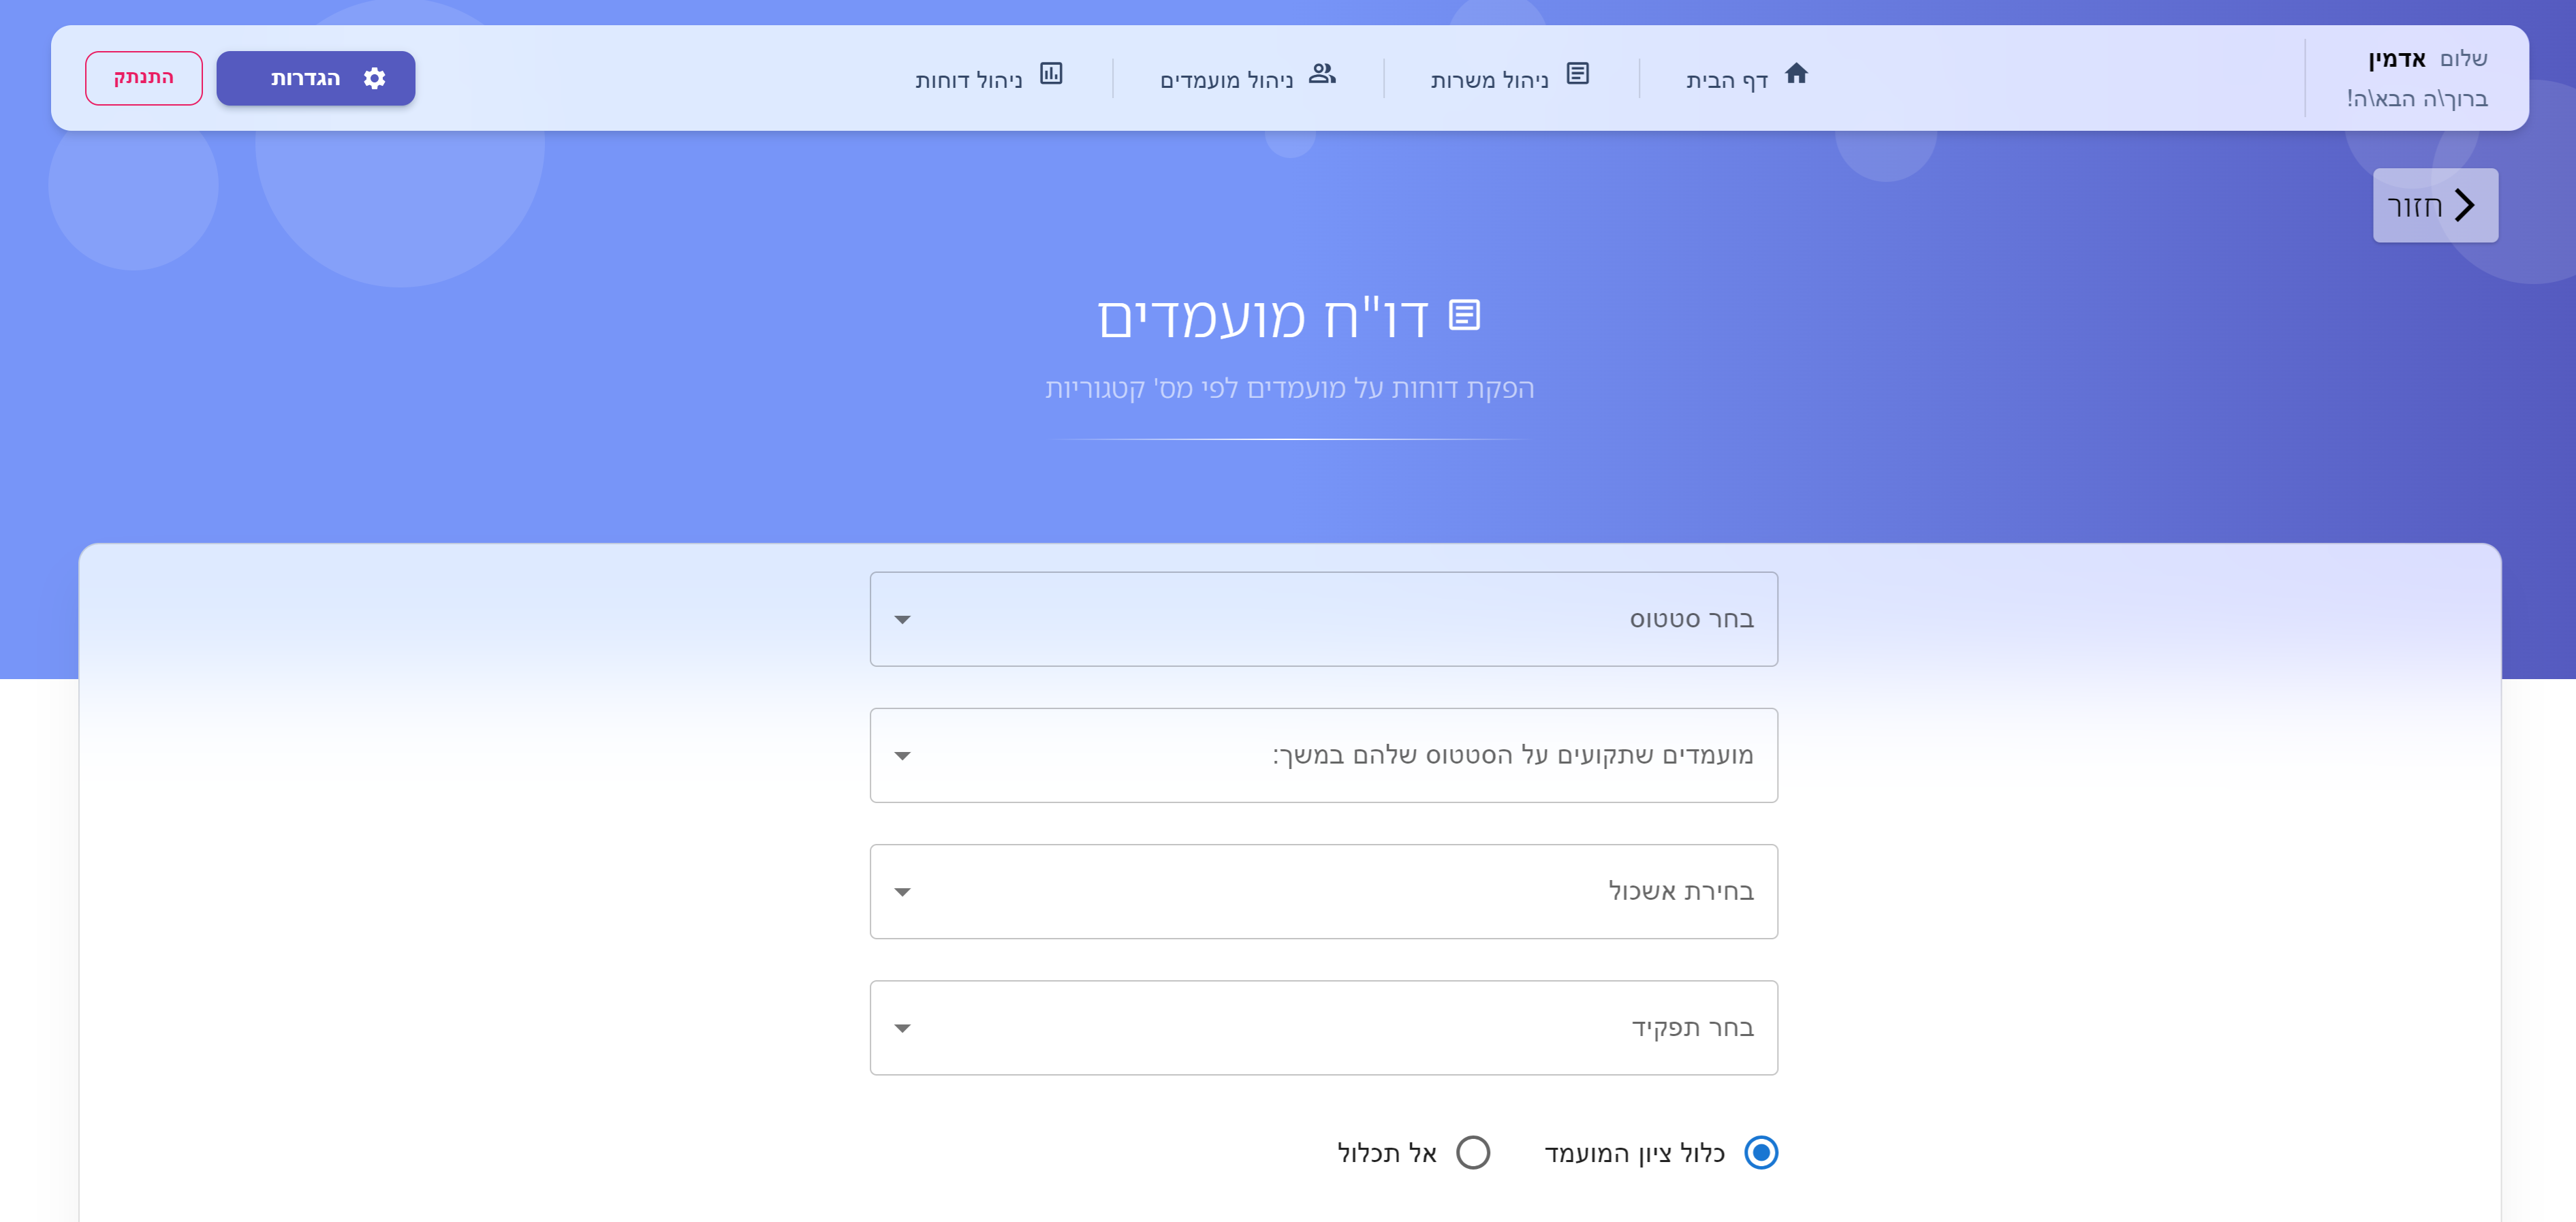 שלום אדמין
ברוך\ה הבא\ה!
דף הבית
ניהול משרות
ניהול מועמדים
ניהול דוחות
הגדרות
התנתק
חזור
דו"ח מועמדים
הפקת דוחות על מועמדים לפי מס' קטגוריות
בחר סטטוס
מועמדים שתקועים על הסטטוס שלהם במשך:
בחירת אשכול
בחר תפקיד
כלול ציון המועמד
אל תכלול